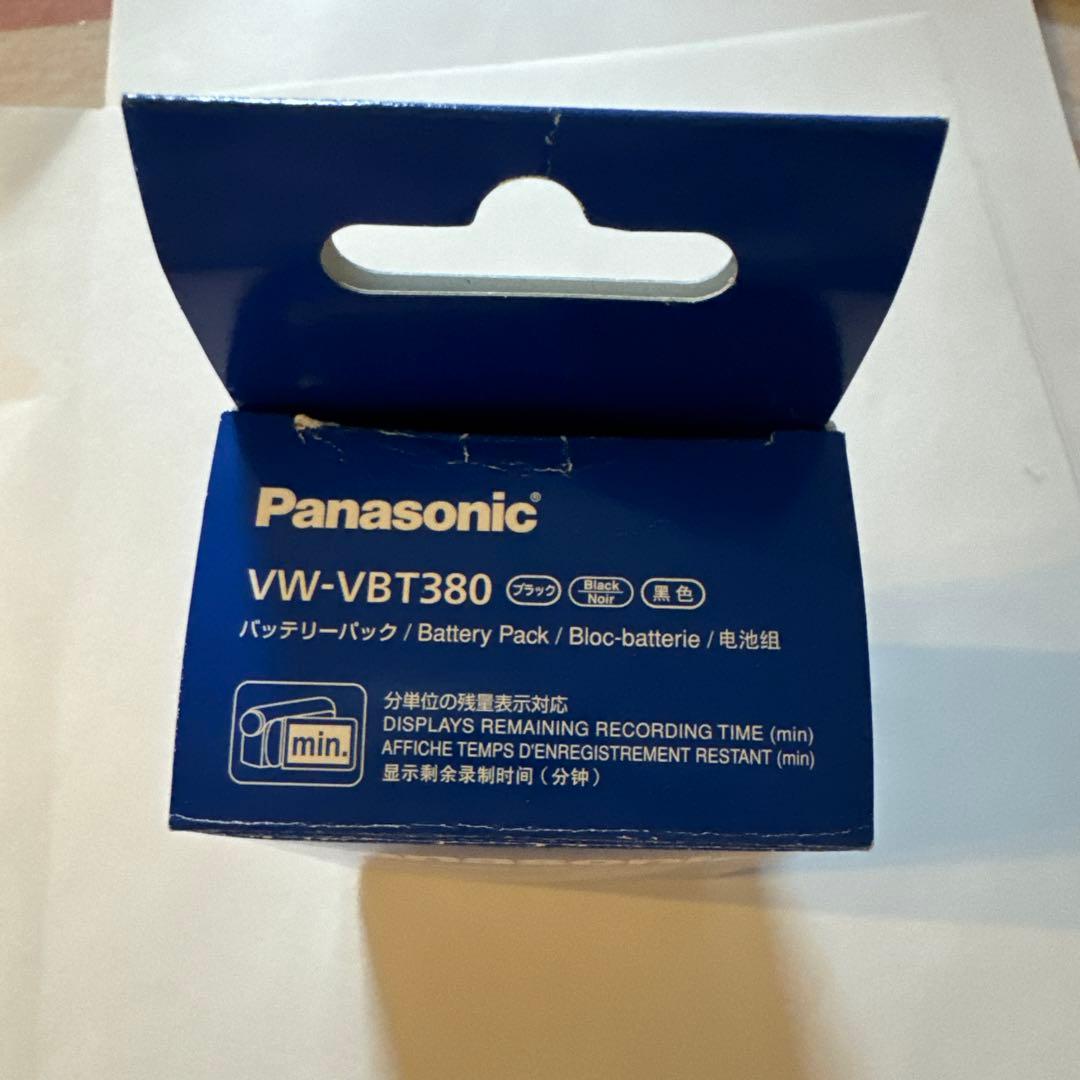 Panasonic®
VW-VBT380 ブラック Black Noir 黒色
バッテリーパック / Battery Pack / Bloc-batterie / 电池组
min.
分単位の残量表示対応
DISPLAYS REMAINING RECORDING TIME (min)
AFFICHE TEMPS D'ENREGISTREMENT RESTANT (min)
显示剩余录制时间（分钟）